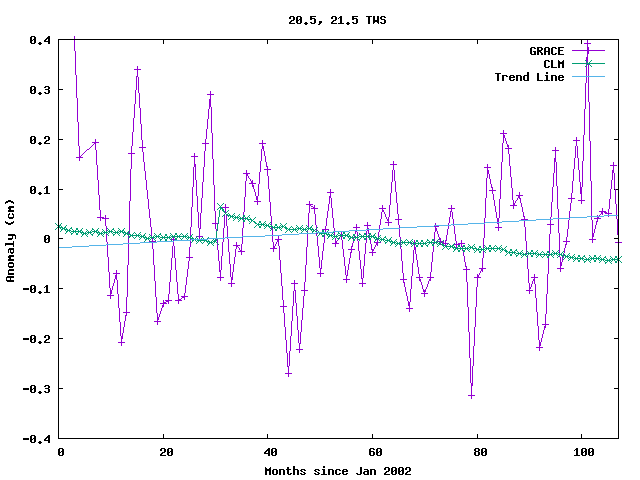 20.5, 21.5 TWS
GRACE
CLM
Trend Line
0.4
0.3
0.2
0.1
0
-0.1
-0.2
-0.3
-0.4
Anomaly (cm)
0 20 40 60 80 100
Months since Jan 2002